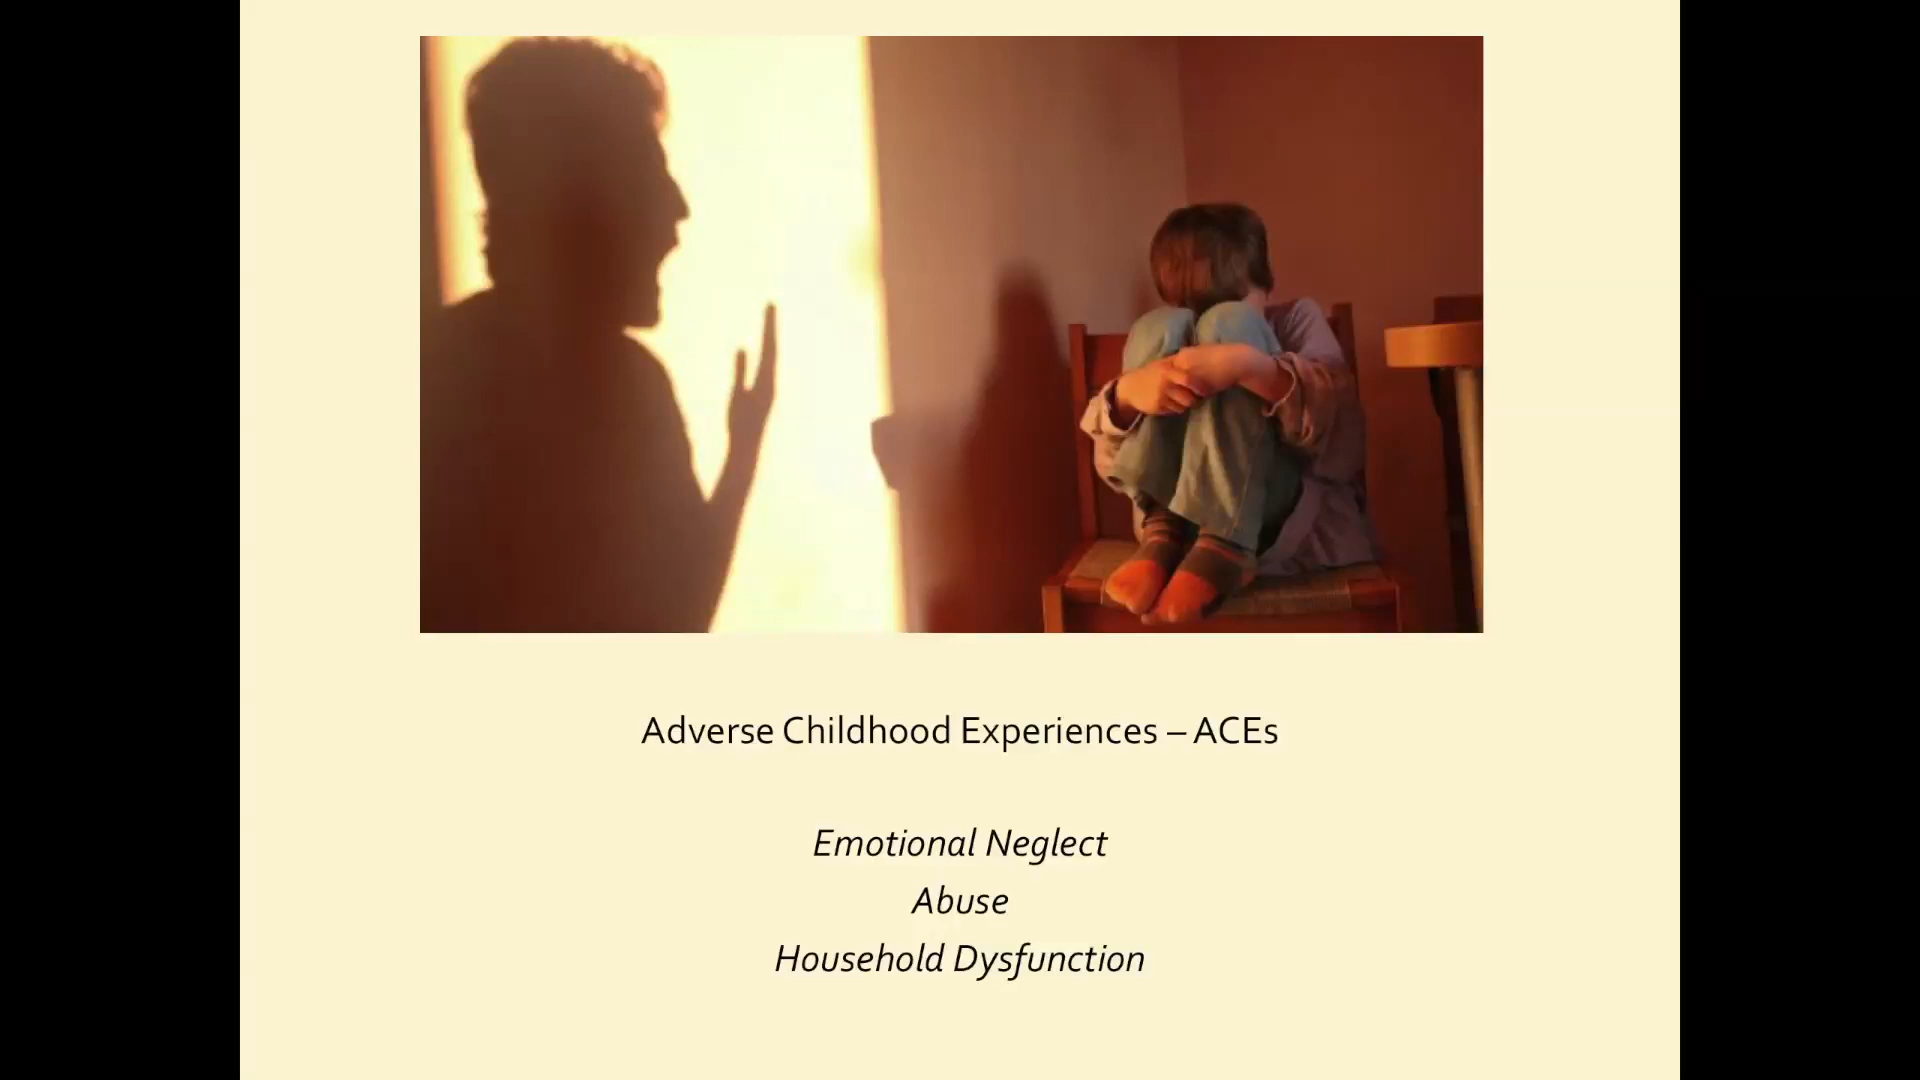 Adverse Childhood Experiences – ACEs
Emotional Neglect
Abuse
Household Dysfunction